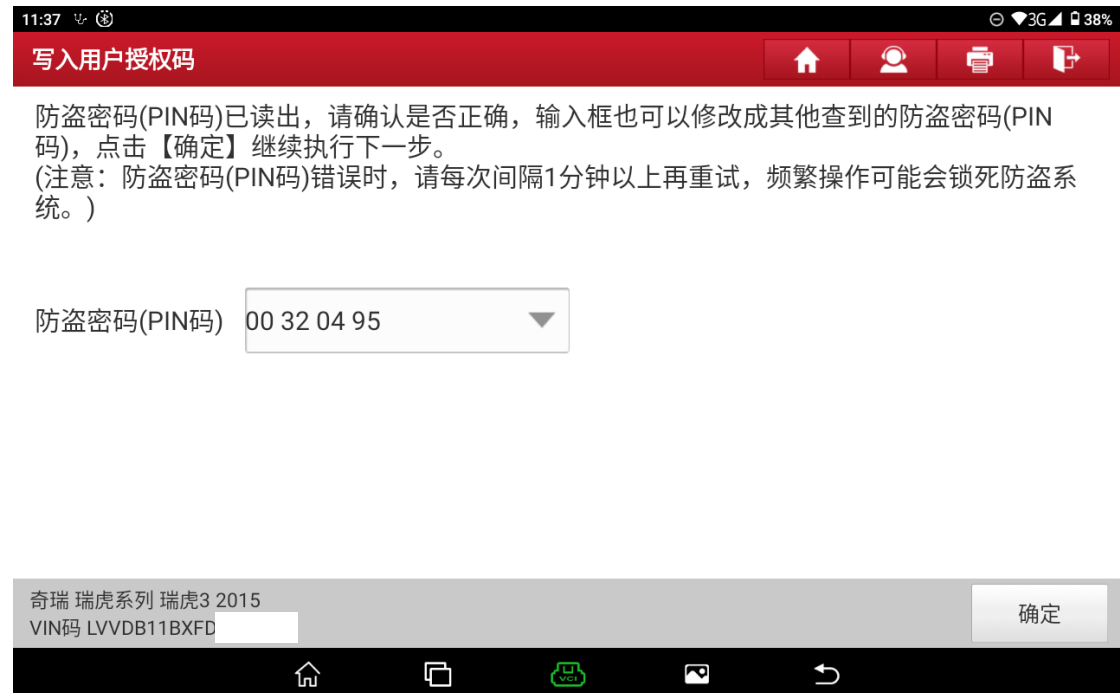 11:37
3G
38%
写入用户授权码
防盗密码(PIN码)已读出，请确认是否正确，输入框也可以修改成其他查到的防盗密码(PIN
码)，点击【确定】继续执行下一步。
(注意：防盗密码(PIN码)错误时，请每次间隔1分钟以上再重试，频繁操作可能会锁死防盗系
统。)
防盗密码(PIN码)
00 32 04 95
奇瑞 瑞虎系列 瑞虎3 2015
VIN码 LVVDB11BXFD
确定
VCI